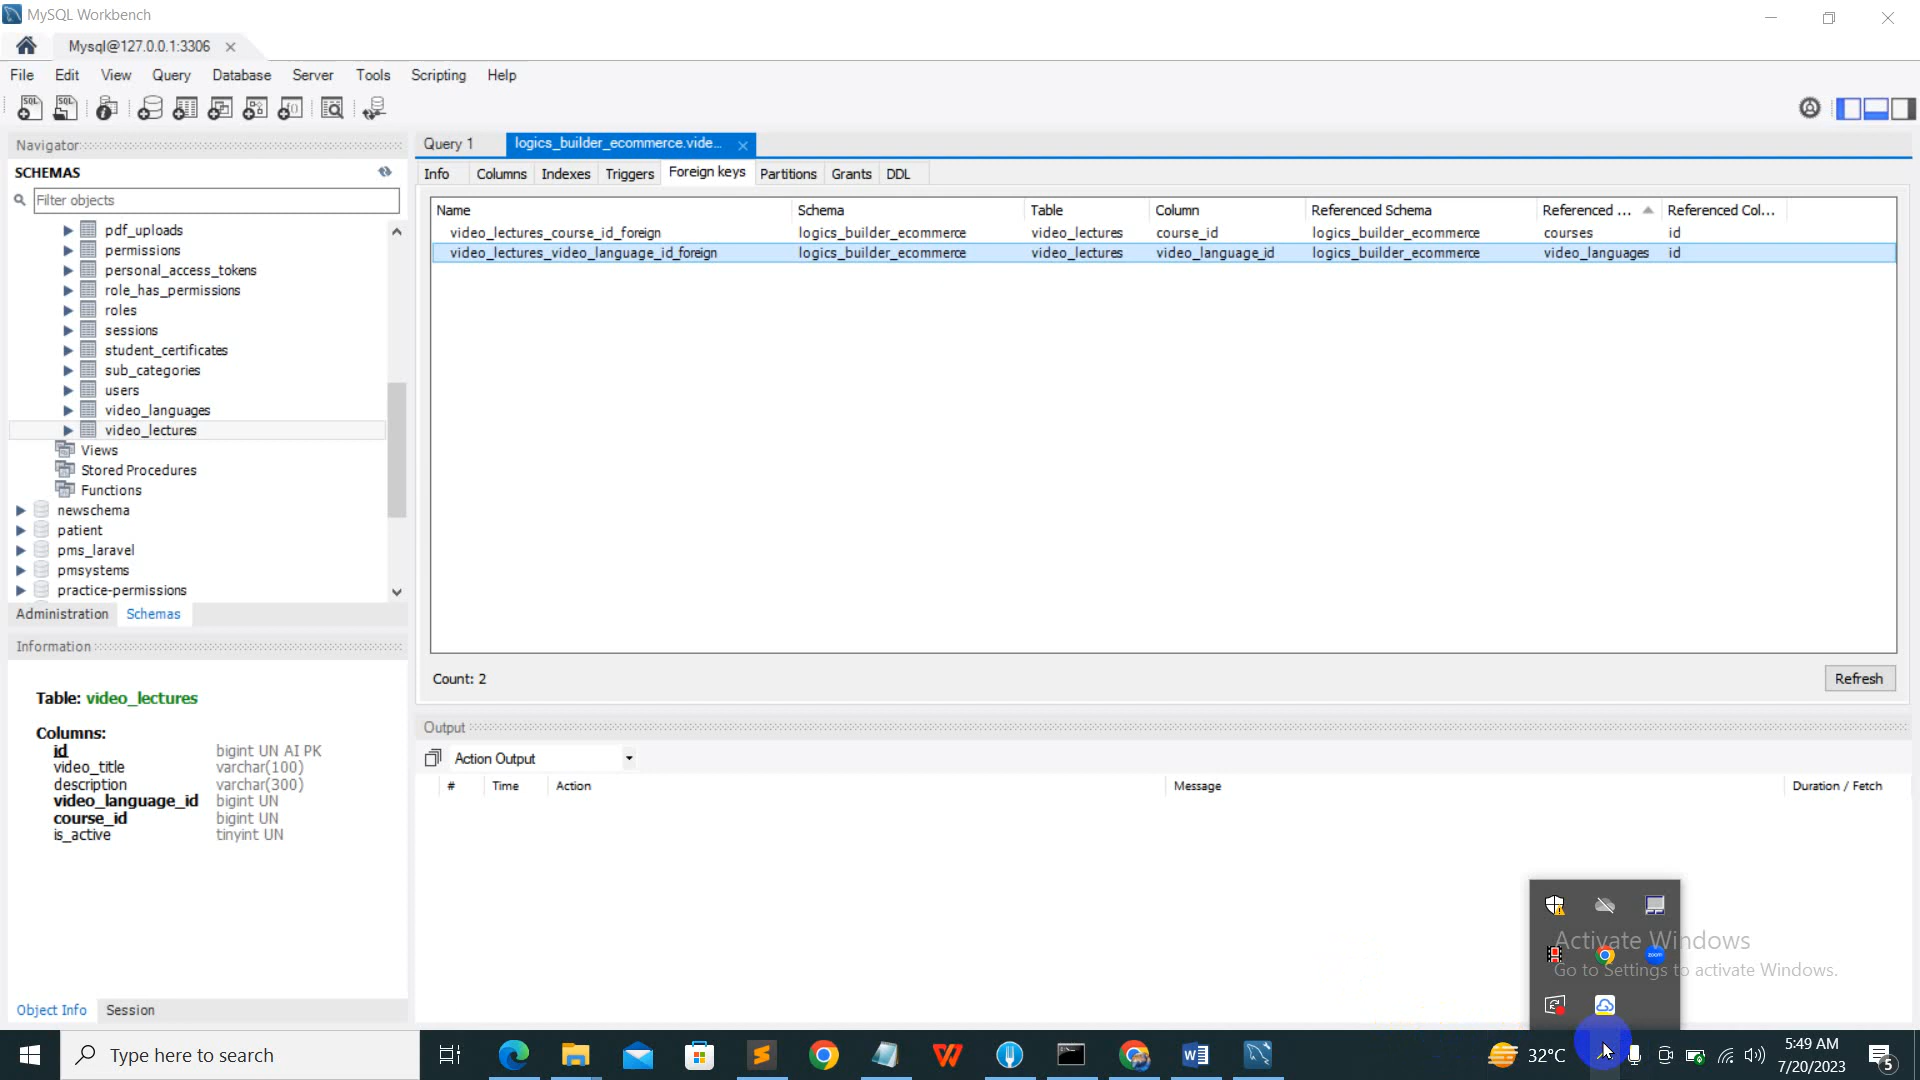 MySQL Workbench
Mysql@127.0.0.1:3306
File Edit View Query Database Server Tools Scripting Help
Navigator
SCHEMAS
Filter objects
pdf_uploads
permissions
personal_access_tokens
role_has_permissions
roles
sessions
student_certificates
sub_categories
users
video_languages
video_lectures
Views
Stored Procedures
Functions
newschema
patient
pms_laravel
pmsystems
practice-permissions
Administration Schemas
Information
Table: video_lectures
Columns:
id bigint UN AI PK
video_title varchar(100)
description varchar(300)
video_language_id bigint UN
course_id bigint UN
is_active tinyint UN
Object Info Session
Query 1 logics_builder_ecommerce.vide...
Info Columns Indexes Triggers Foreign keys Partitions Grants DDL
Name Schema Table Column Referenced Schema Referenced ... Referenced Col...
video_lectures_course_id_foreign logics_builder_ecommerce video_lectures course_id logics_builder_ecommerce courses id
video_lectures_video_language_id_foreign logics_builder_ecommerce video_lectures video_language_id logics_builder_ecommerce video_languages id
Count: 2
Refresh
Output
Action Output
# Time Action Message Duration / Fetch
Activate Windows
Go to Settings to activate Windows.
Type here to search
32°C
5:49 AM
7/20/2023
5